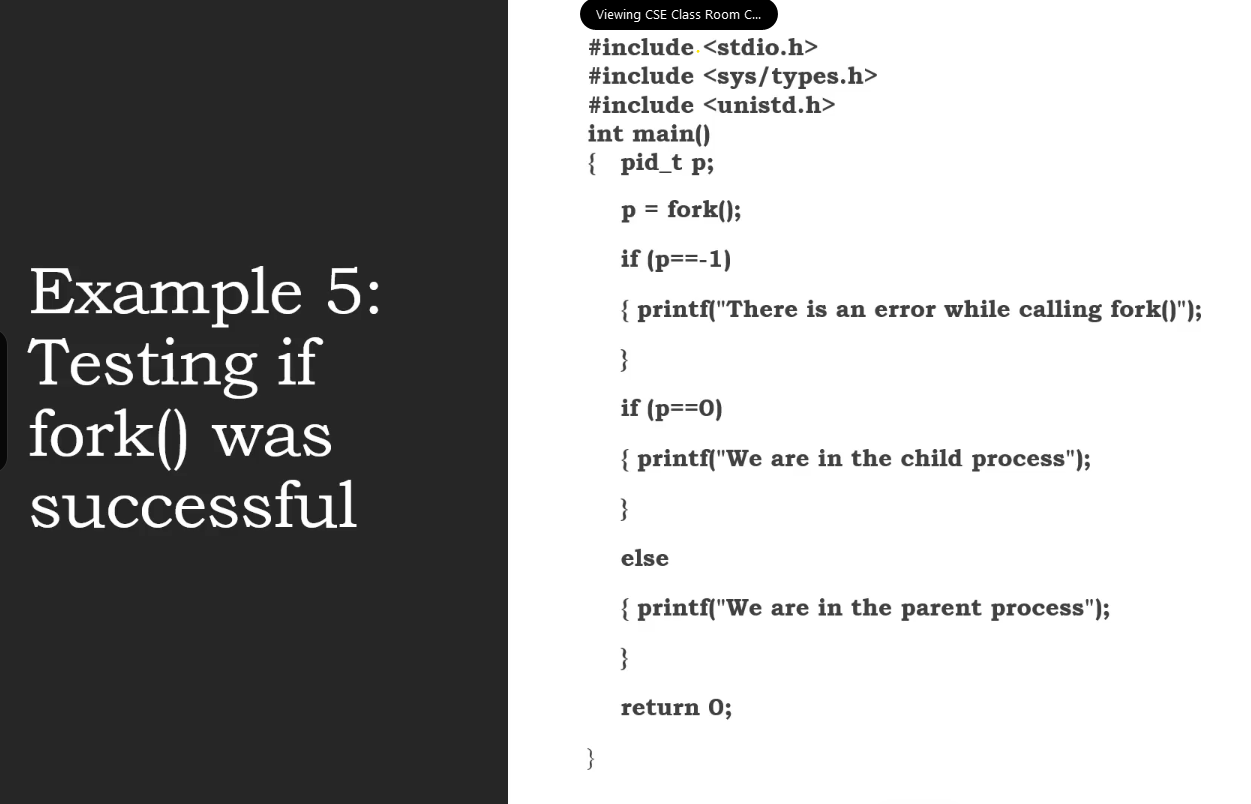 Viewing CSE Class Room C...
Example 5:
Testing if
fork() was
successful
#include <stdio.h>
#include <sys/types.h>
#include <unistd.h>
int main()
{ pid_t p;
p = fork();
if (p==-1)
{ printf("There is an error while calling fork()");
}
if (p==0)
{ printf("We are in the child process");
}
else
{ printf("We are in the parent process");
}
return 0;
}